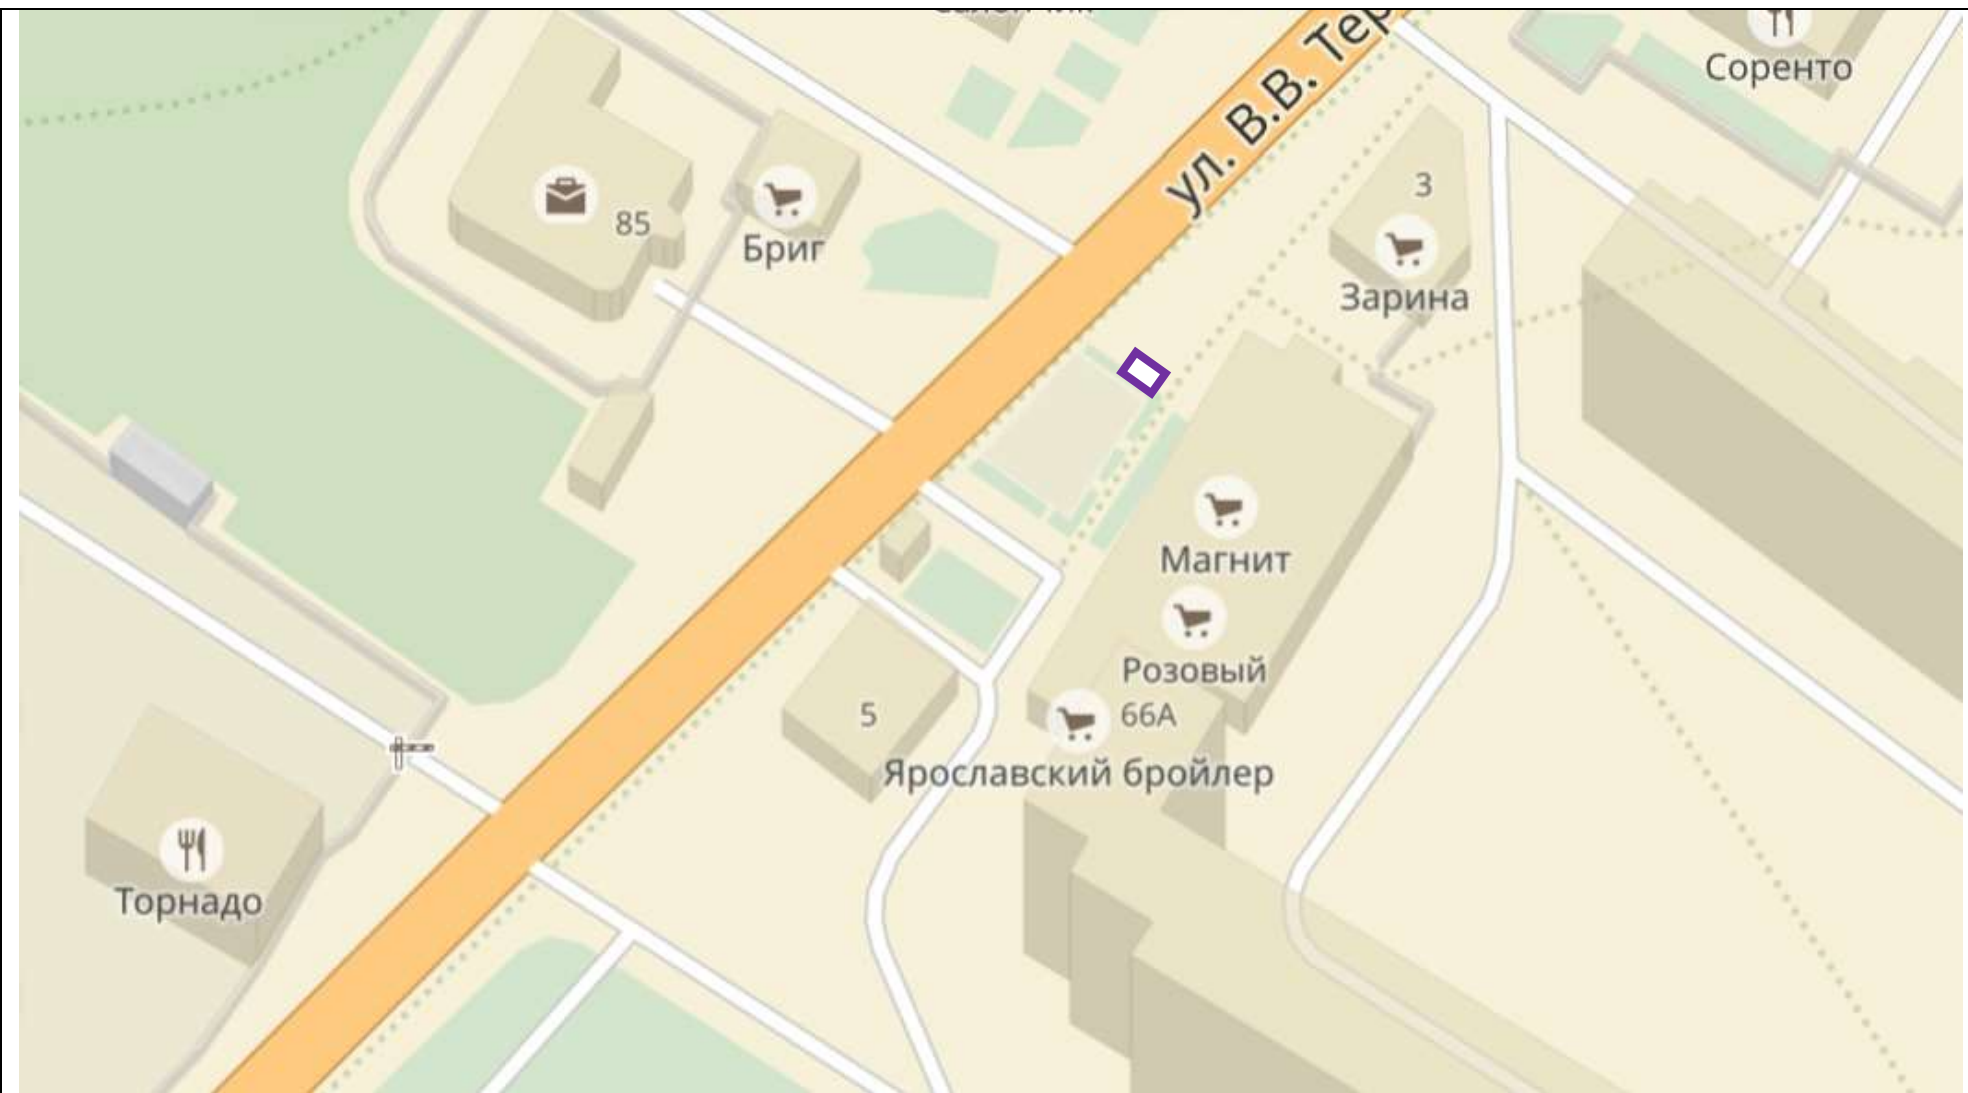 ул. В.В. Тер
Соренто
3
85
Бриг
Зарина
Магнит
Розовый
66А
5
Ярославский бройлер
Торнадо